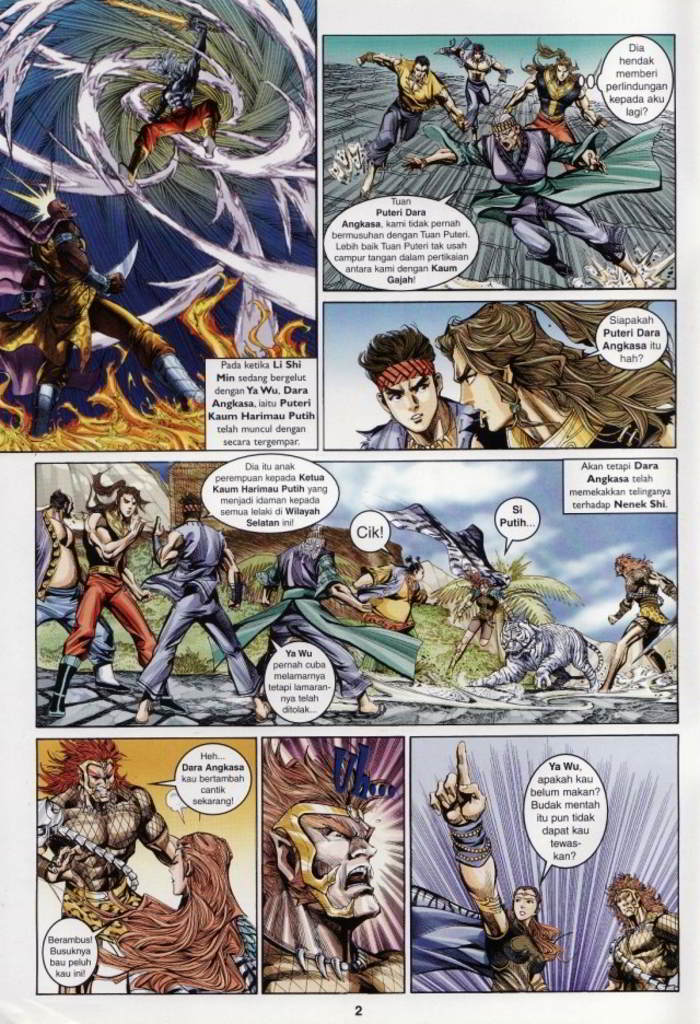 Pada ketika Li Shi
Min sedang bergelut
dengan Ya Wu, Dara
Angkasa, iaitu Puteri
Kaum Harimau Putih
telah muncul dengan
secara tergempar.
Dia
hendak
memberi
perlindungan
kepada aku
lagi?
Tuan
Puteri Dara
Angkasa, kami tidak pernah
bermusuhan dengan Tuan Puteri.
Lebih baik Tuan Puteri tak usah
campur tangan dalam pertikaian
antara kami dengan Kaum
Gajah!
Siapakah
Puteri Dara
Angkasa itu
hah?
Dia itu anak
perempuan kepada Ketua
Kaum Harimau Putih yang
menjadi idaman kepada
semua lelaki di Wilayah
Selatan ini!
Ya Wu
pernah cuba
melamarnya
tetapi lamaran-
nya telah
ditolak...
Cik!
Si
Putih...
Akan tetapi Dara
Angkasa telah
memekakkan telinganya
terhadap Nenek Shi.
Heh...
Dara Angkasa
kau bertambah
cantik
sekarang!
Berambus!
Busuknya
bau peluh
kau ini!
Uh...
Ya Wu,
apakah kau
belum makan?
Budak mentah
itu pun tidak
dapat kau
tewas-
kan?
2